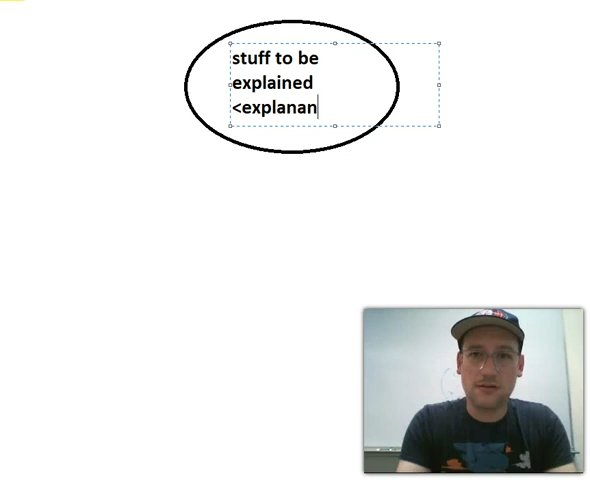 stuff to be
explained
<explanan